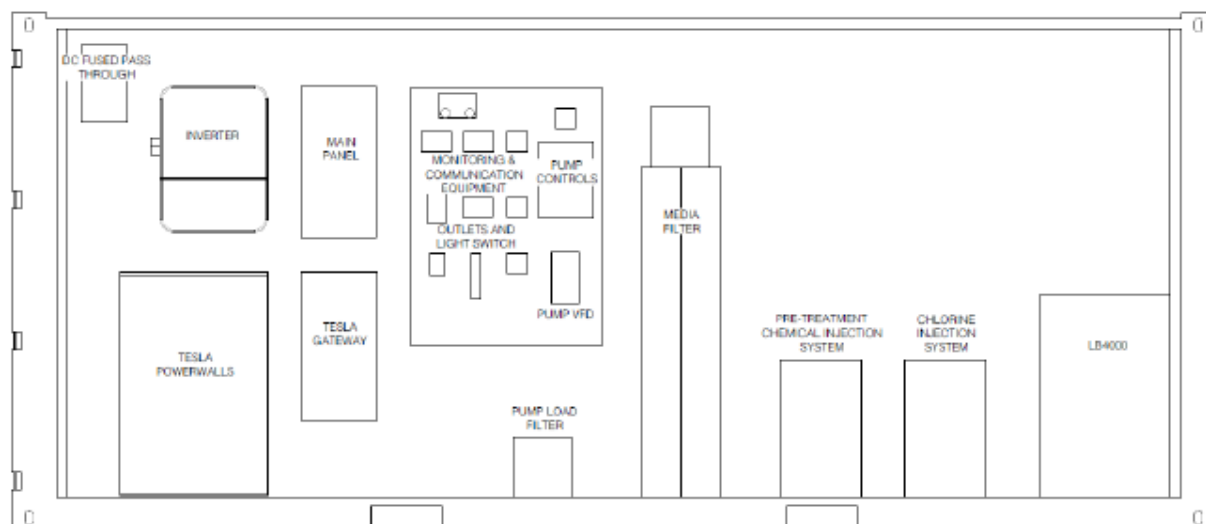 DC FUSED PASS
THROUGH
INVERTER
MAIN
PANEL
MONITORING &
COMMUNICATION
EQUIPMENT
PUMP
CONTROLS
OUTLETS AND
LIGHT SWITCH
PUMP VFD
MEDIA
FILTER
TESLA
POWERWALLS
TESLA
GATEWAY
PUMP LOAD
FILTER
PRE-TREATMENT
CHEMICAL INJECTION
SYSTEM
CHLORINE
INJECTION
SYSTEM
LB4000